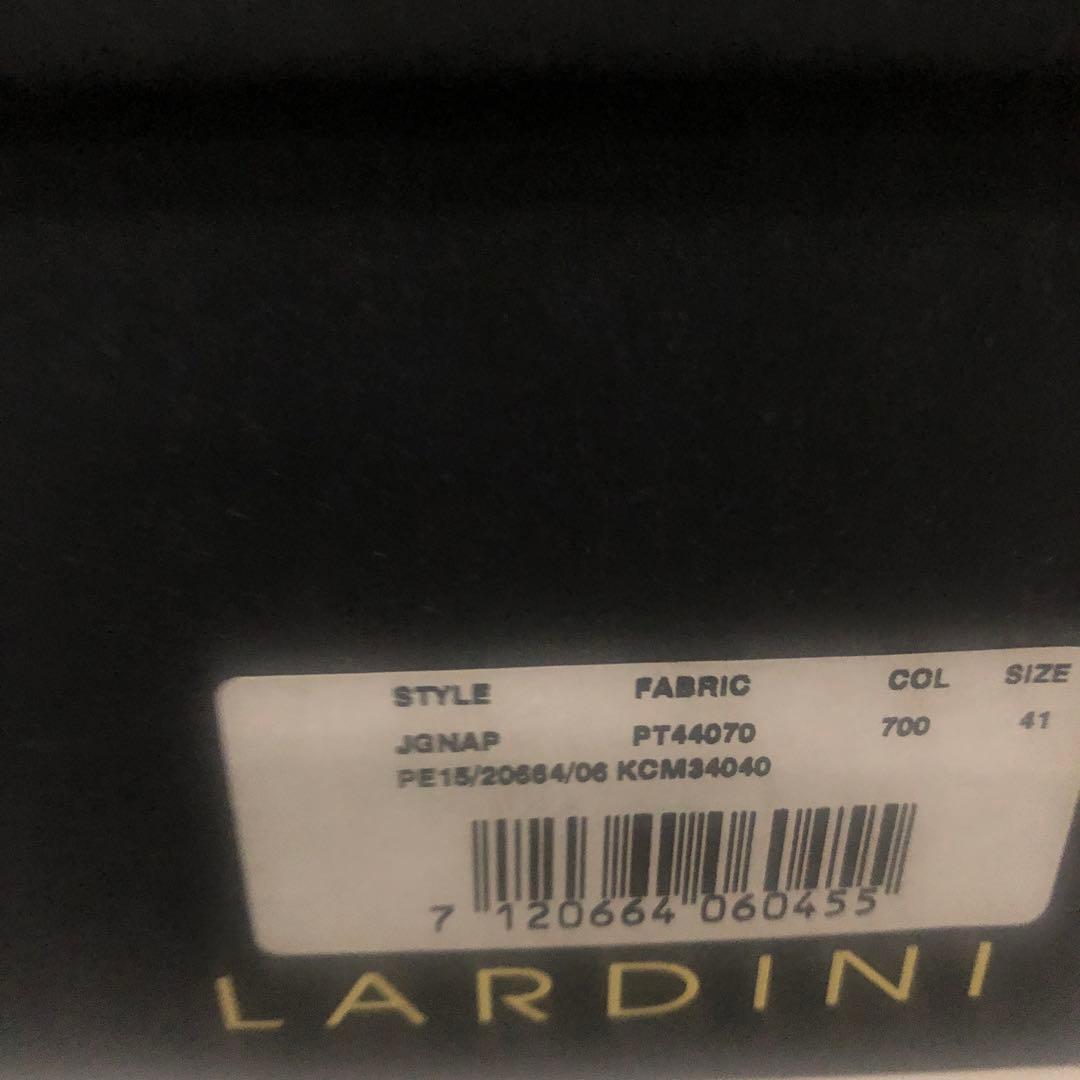 STYLE FABRIC COL SIZE
JGNAP PT44070 700 41
PE15/20664/06 KCM34040
7 120664 060455
LARDINI